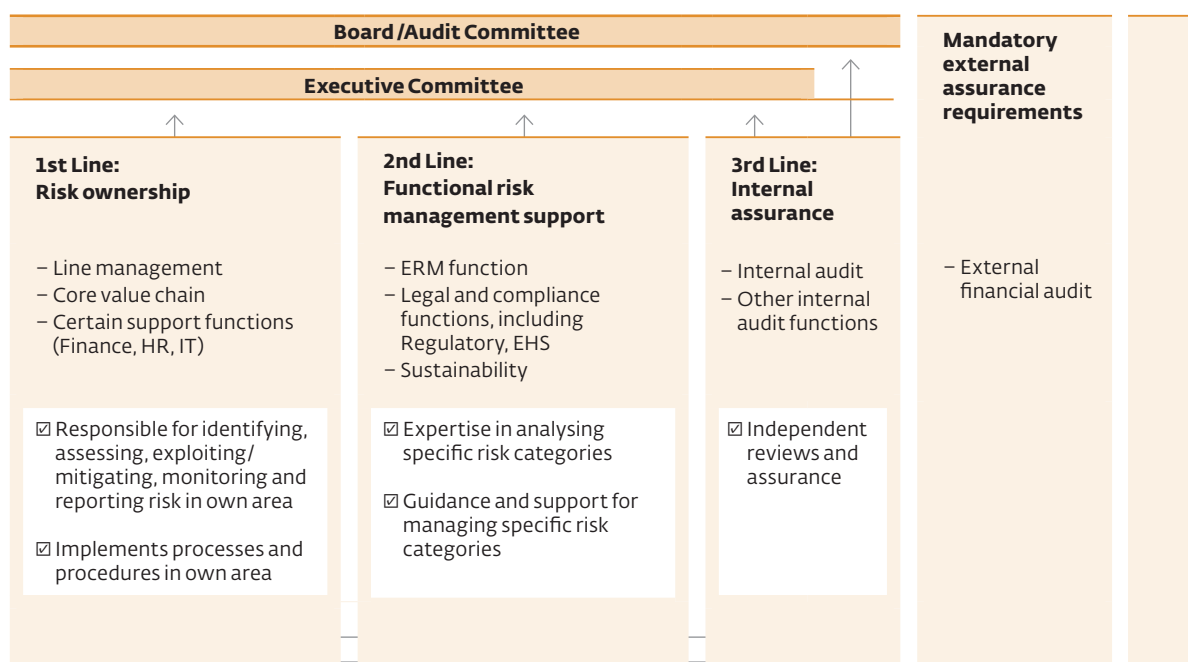 Board /Audit Committee
Executive Committee
1st Line:
Risk ownership
– Line management
– Core value chain
– Certain support functions
(Finance, HR, IT)
☑ Responsible for identifying,
assessing, exploiting/
mitigating, monitoring and
reporting risk in own area
☑ Implements processes and
procedures in own area
2nd Line:
Functional risk
management support
– ERM function
– Legal and compliance
functions, including
Regulatory, EHS
– Sustainability
☑ Expertise in analysing
specific risk categories
☑ Guidance and support for
managing specific risk
categories
3rd Line:
Internal
assurance
– Internal audit
– Other internal
audit functions
☑ Independent
reviews and
assurance
Mandatory
external
assurance
requirements
– External
financial audit